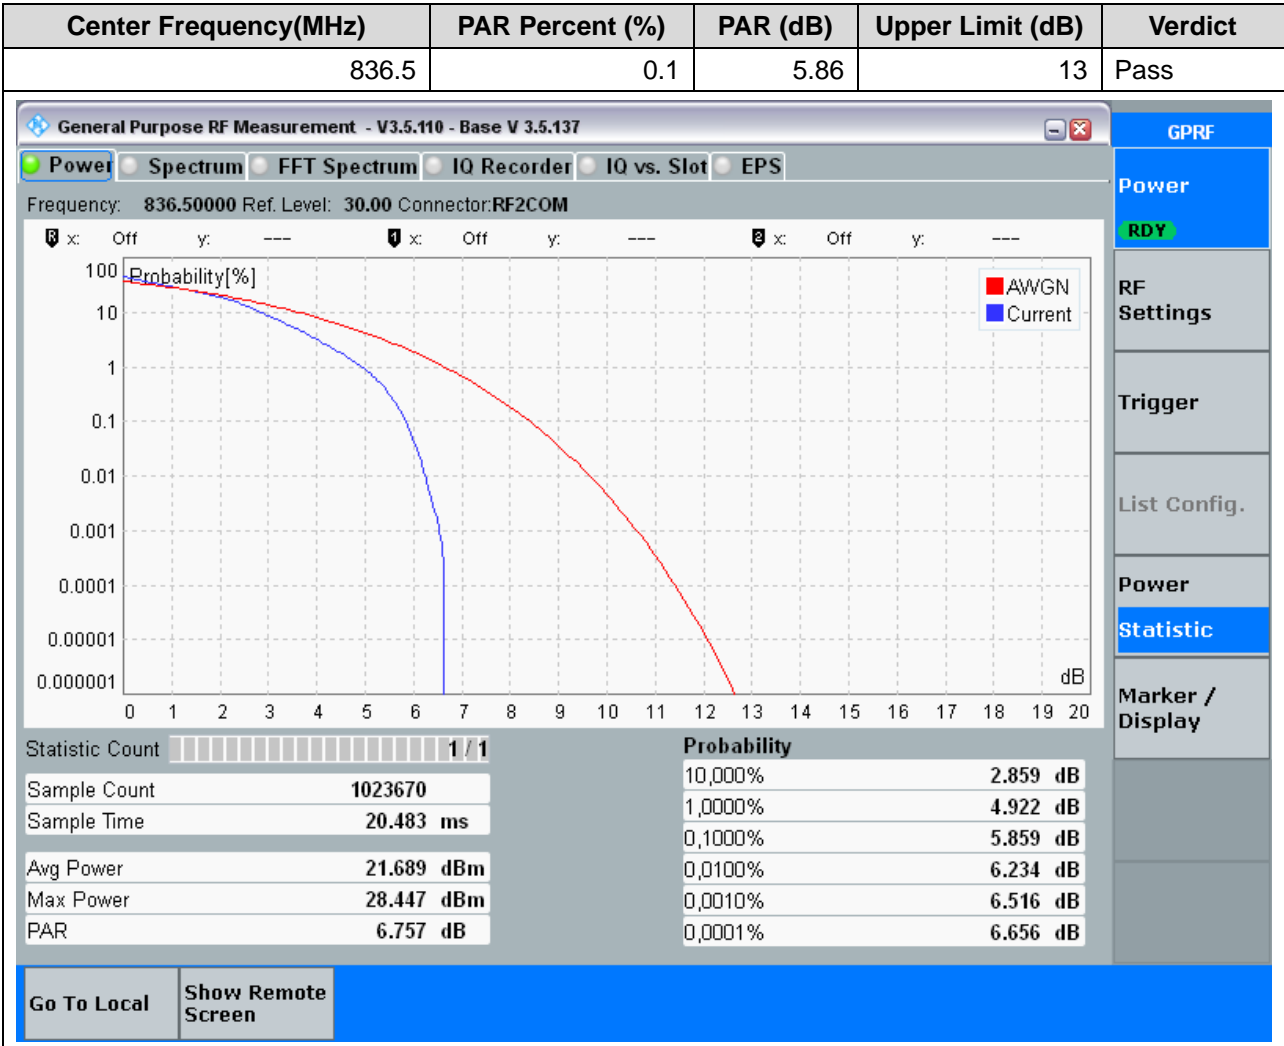 Center Frequency(MHz) PAR Percent (%) PAR (dB) Upper Limit (dB) Verdict
836.5 0.1 5.86 13 Pass
General Purpose RF Measurement - V3.5.110 - Base V 3.5.137
GPRF
Power Spectrum FFT Spectrum IQ Recorder IQ vs. Slot EPS
Frequency: 836.50000 Ref. Level: 30.00 Connector:RF2COM
R x: Off y: --- 1 x: Off y: --- 2 x: Off y: ---
Probability[%]
AWGN
Current
100
10
1
0.1
0.01
0.001
0.0001
0.00001
0.000001
dB
0 1 2 3 4 5 6 7 8 9 10 11 12 13 14 15 16 17 18 19 20
Statistic Count 1 / 1
Sample Count 1023670
Sample Time 20.483 ms
Avg Power 21.689 dBm
Max Power 28.447 dBm
PAR 6.757 dB
Probability
10,000% 2.859 dB
1,0000% 4.922 dB
0,1000% 5.859 dB
0,0100% 6.234 dB
0,0010% 6.516 dB
0,0001% 6.656 dB
Power
RDY
RF
Settings
Trigger
List Config.
Power
Statistic
Marker /
Display
Go To Local
Show Remote
Screen